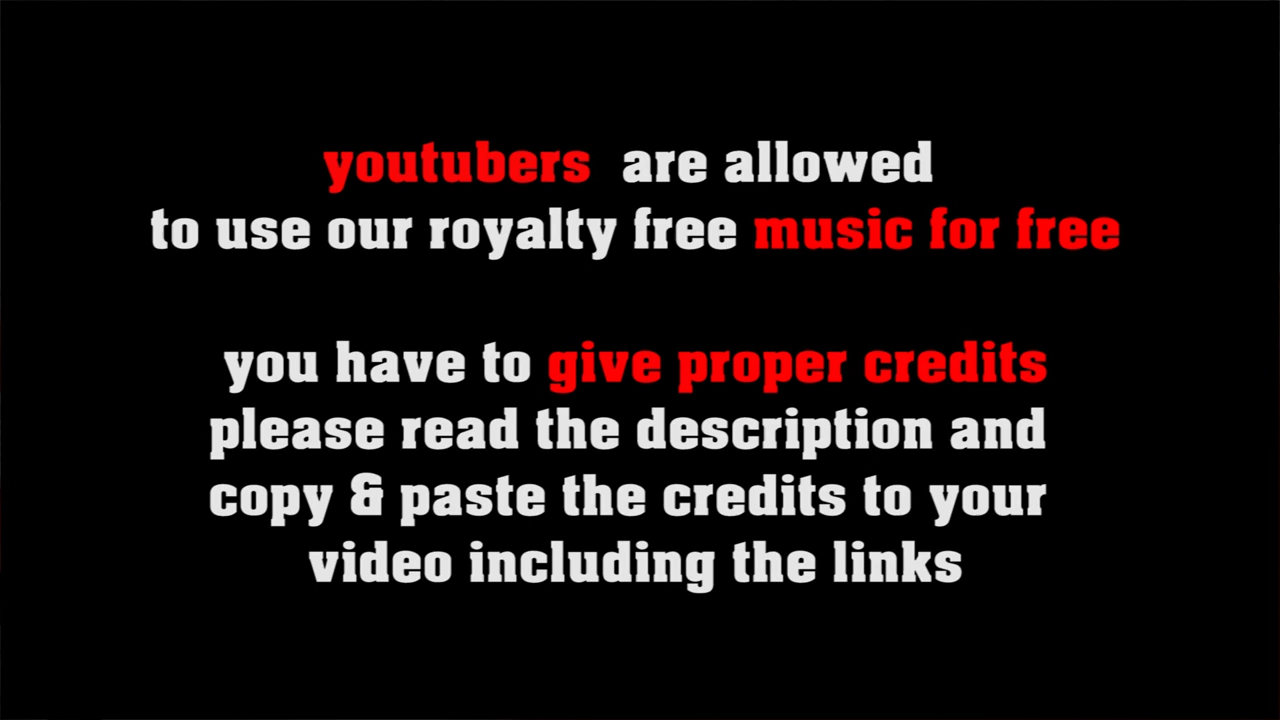 youtubers are allowed
to use our royalty free music for free
you have to give proper credits
please read the description and
copy & paste the credits to your
video including the links